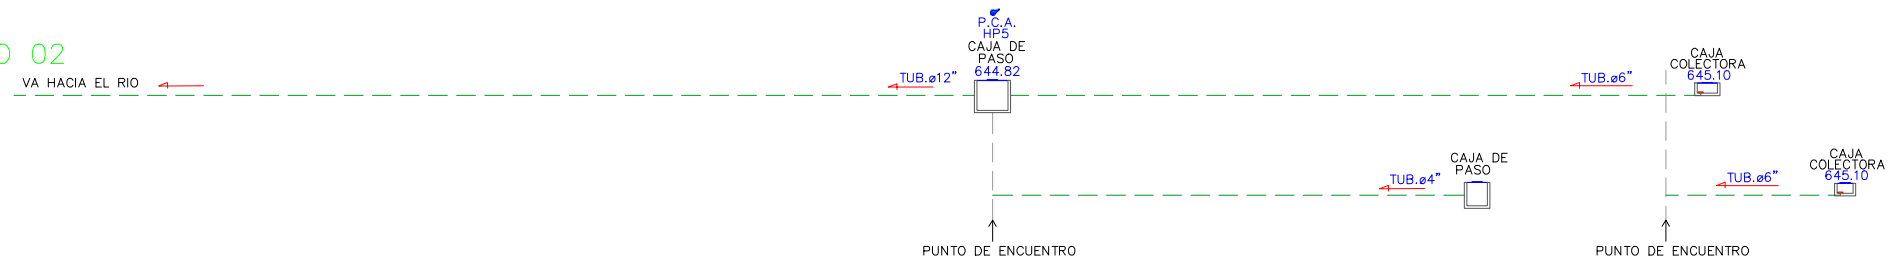 02
VA HACIA EL RIO
P.C.A.
HP5
CAJA DE
PASO
644.82
TUB.ø12"
TUB.ø6"
CAJA
COLECTORA
645.10
TUB.ø4"
CAJA DE
PASO
TUB.ø6"
CAJA
COLECTORA
645.10
PUNTO DE ENCUENTRO
PUNTO DE ENCUENTRO